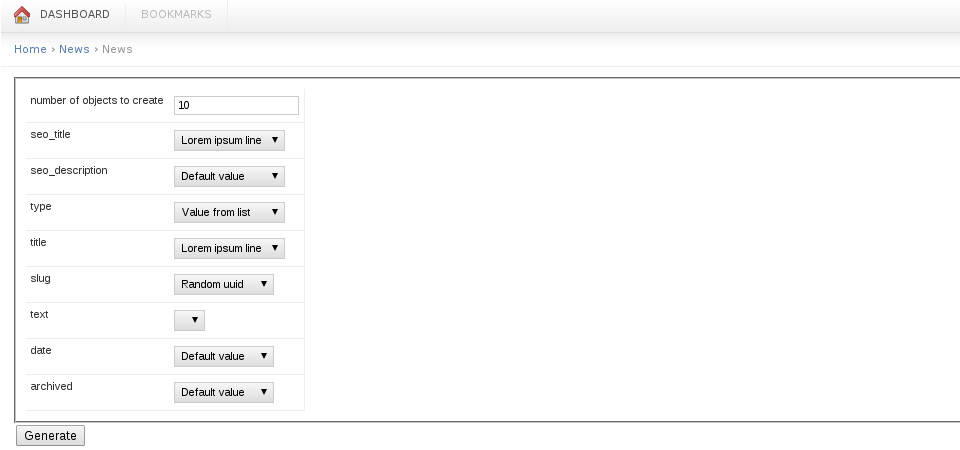 DASHBOARD BOOKMARKS
Home › News › News
number of objects to create 10
seo_title Lorem ipsum line
seo_description Default value
type Value from list
title Lorem ipsum line
slug Random uuid
text
date Default value
archived Default value
Generate